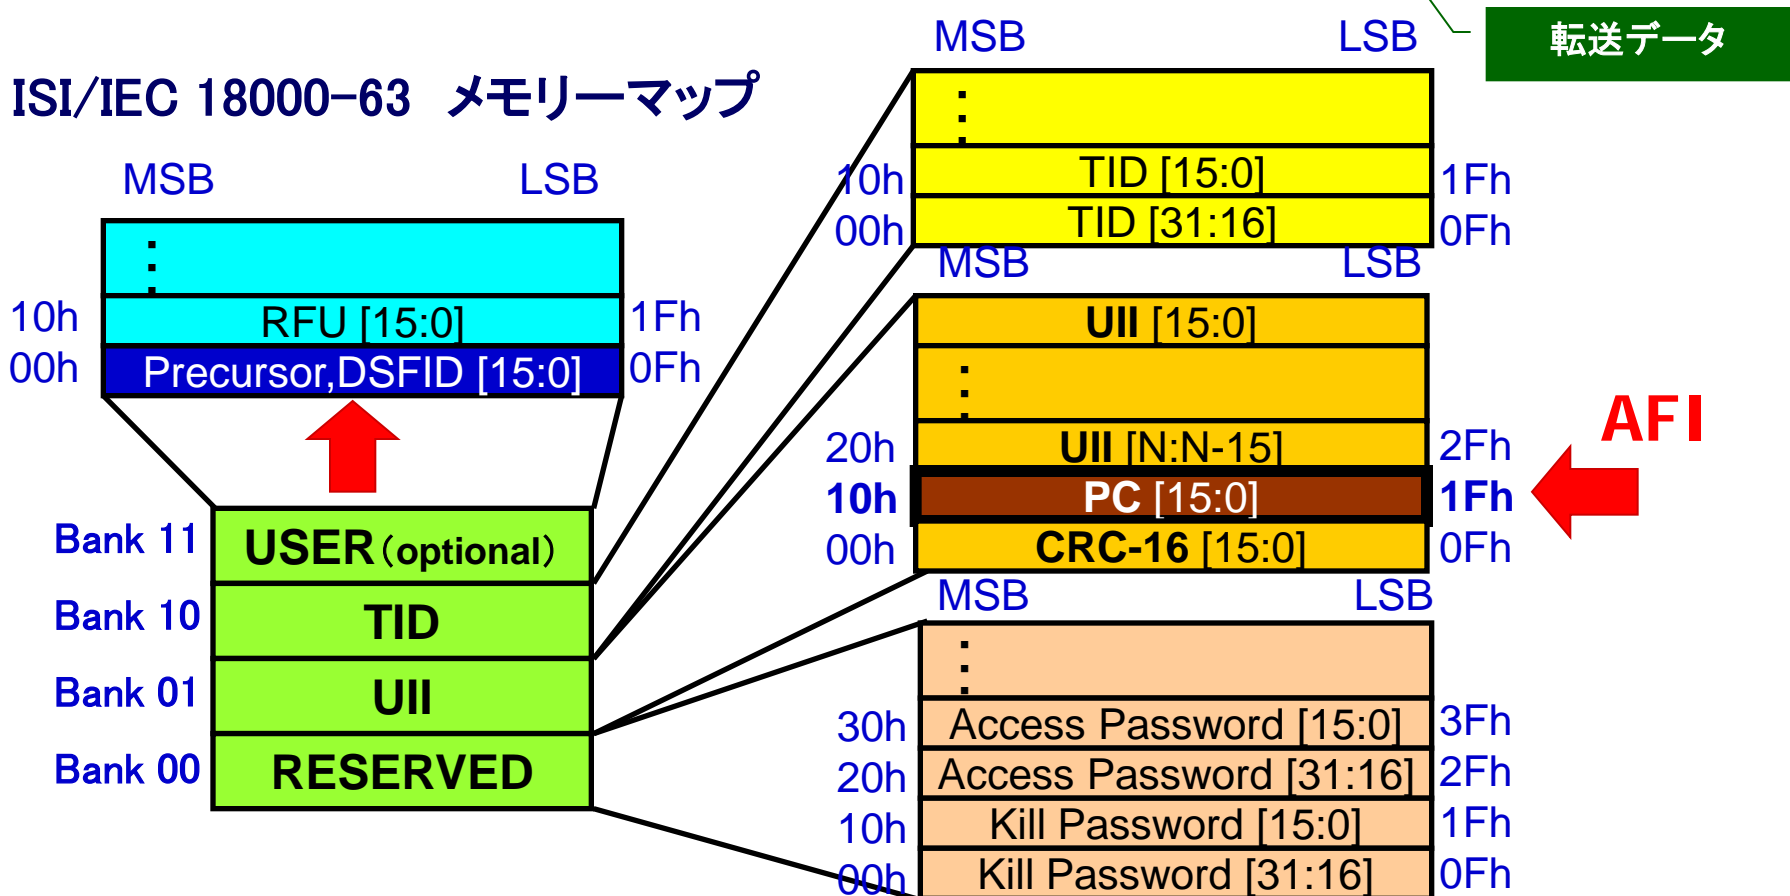 転送データ
ISI/IEC 18000-63 メモリーマップ
MSB LSB
10h RFU [15:0] 1Fh
00h Precursor,DSFID [15:0] 0Fh
Bank 11 USER（optional）
Bank 10 TID
Bank 01 UII
Bank 00 RESERVED
MSB LSB
10h TID [15:0] 1Fh
00h TID [31:16] 0Fh
MSB LSB
UII [15:0]
20h UII [N:N-15] 2Fh
10h PC [15:0] 1Fh
00h CRC-16 [15:0] 0Fh
AFI
MSB LSB
30h Access Password [15:0] 3Fh
20h Access Password [31:16] 2Fh
10h Kill Password [15:0] 1Fh
00h Kill Password [31:16] 0Fh